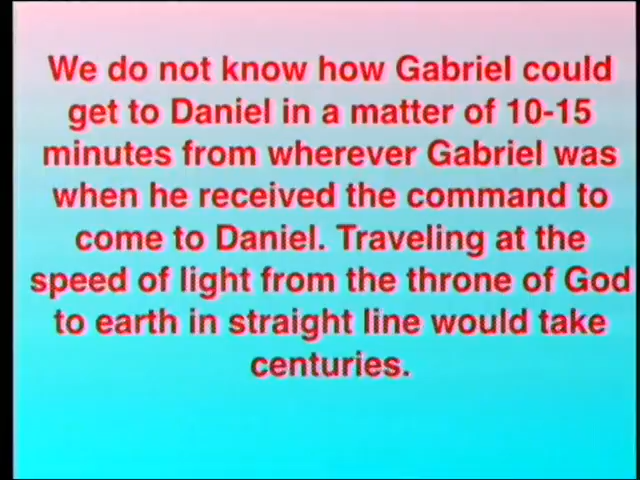 We do not know how Gabriel could
get to Daniel in a matter of 10-15
minutes from wherever Gabriel was
when he received the command to
come to Daniel. Traveling at the
speed of light from the throne of God
to earth in straight line would take
centuries.